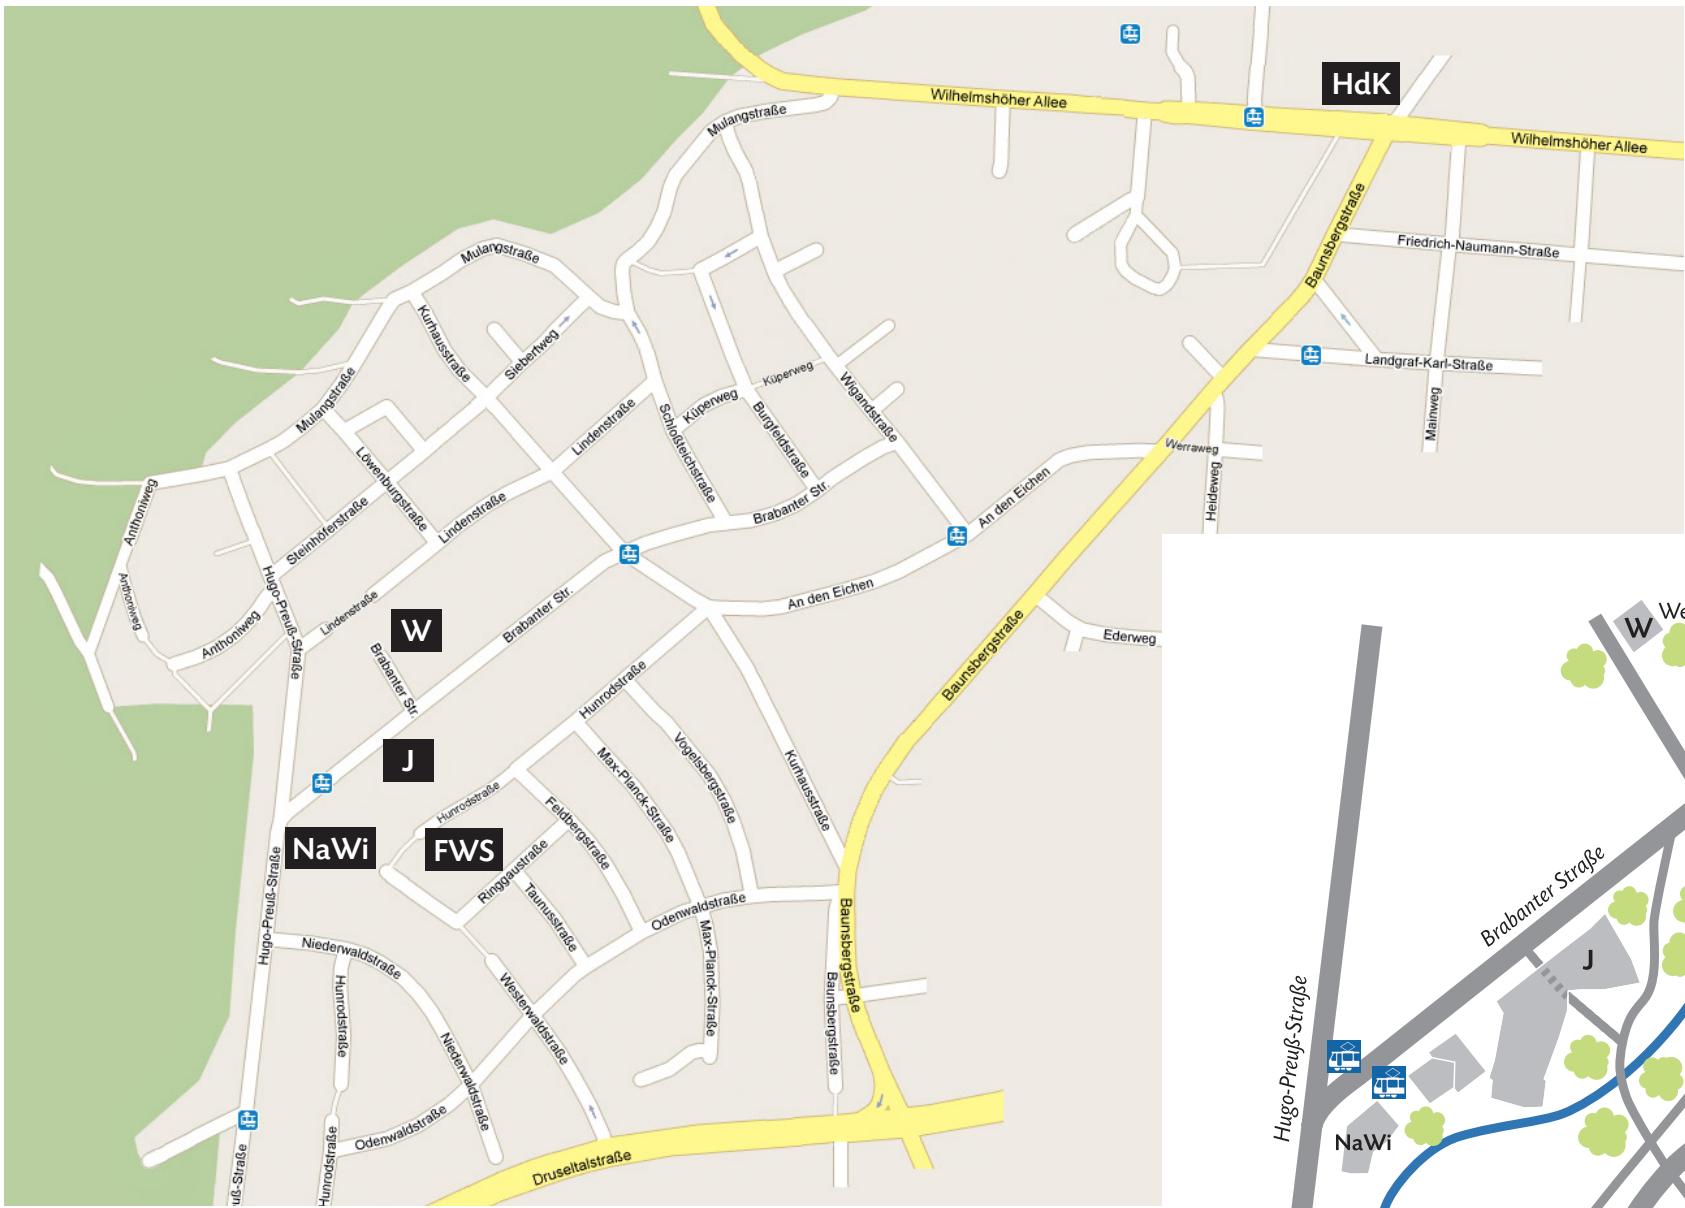 HdK
Wilhelmshöher Allee
Mulangstraße
Wilhelmshöher Allee
Baunsbergstraße
Friedrich-Naumann-Straße
Mulangstraße
Kurhausstraße
Siebertweg
Landgraf-Karl-Straße
Küperweg
Küperweg
Wigandstraße
Mulangstraße
Lindenstraße
Schloßteichstraße
Burgfeldstraße
Mainweg
Löwenburgstraße
Werraweg
Anthoniweg
Steinhöferstraße
Lindenstraße
Brabanter Str.
An den Eichen
Heideweg
Anthoniweg
Hugo-Preuß-Straße
Lindenstraße
Brabanter Str.
An den Eichen
Anthoniweg
W
Ederweg
Baunsbergstraße
Brabanter Str.
Hunrodstraße
J
Vogelsbergstraße
Max-Planck-Straße
Kurhausstraße
Hunrodstraße
Feldbergstraße
NaWi
FWS
Ringgaustraße
Hugo-Preuß-Straße
Taunusstraße
Odenwaldstraße
Baunsbergstraße
Niederwaldstraße
Max-Planck-Straße
Hunrodstraße
Westerwaldstraße
Baunsbergstraße
Niederwaldstraße
Odenwaldstraße
Hunrodstraße
uß-Straße
Druseltalstraße
W
We
Brabanter Straße
J
Hugo-Preuß-Straße
NaWi